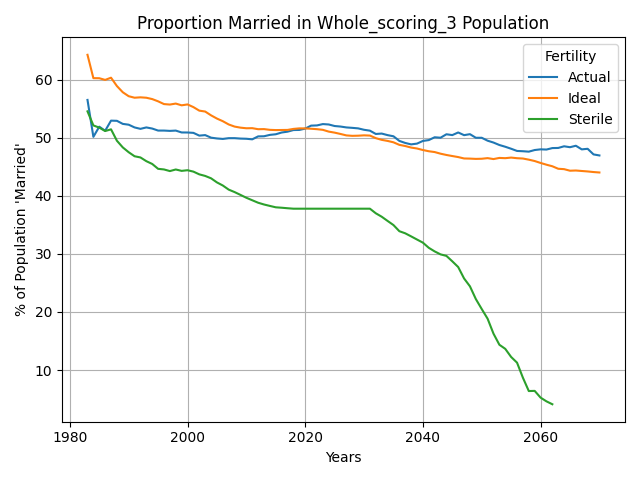 Proportion Married in Whole_scoring_3 Population
Fertility
Actual
Ideal
Sterile
% of Population 'Married'
60
50
40
30
20
10
1980
2000
2020
2040
2060
Years